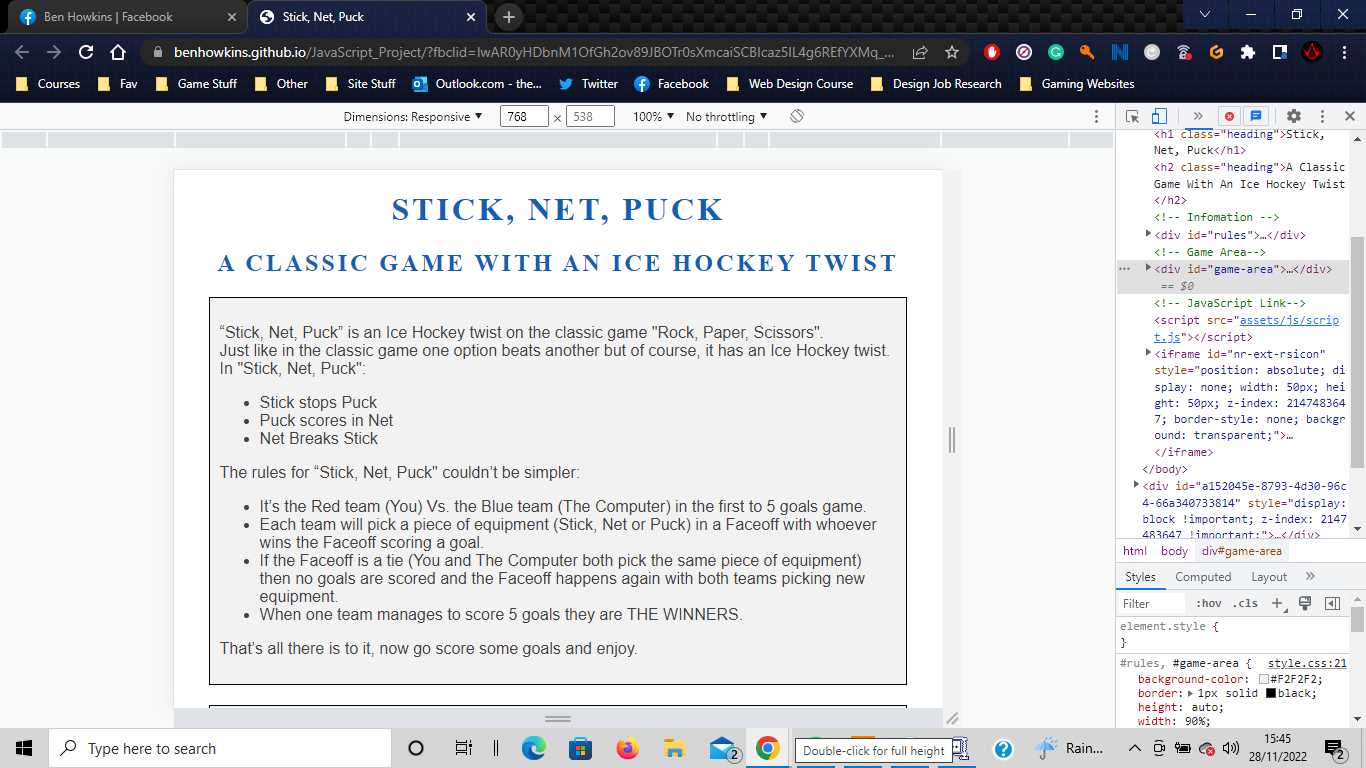 Ben Howkins | Facebook
Stick, Net, Puck
benhowkins.github.io/JavaScript_Project/?fbclid=IwAR0yHDbnM1OfGh2ov89JBOTr0sXmcaiSCBIcaz5IL4g6REfYXMq_...
Courses
Fav
Game Stuff
Other
Site Stuff
Outlook.com - the...
Twitter
Facebook
Web Design Course
Design Job Research
Gaming Websites
Dimensions: Responsive ▼ 768 × 538 100% ▼ No throttling ▼
STICK, NET, PUCK
A CLASSIC GAME WITH AN ICE HOCKEY TWIST
“Stick, Net, Puck” is an Ice Hockey twist on the classic game "Rock, Paper, Scissors".
Just like in the classic game one option beats another but of course, it has an Ice Hockey twist.
In "Stick, Net, Puck":
• Stick stops Puck
• Puck scores in Net
• Net Breaks Stick
The rules for “Stick, Net, Puck" couldn’t be simpler:
• It’s the Red team (You) Vs. the Blue team (The Computer) in the first to 5 goals game.
• Each team will pick a piece of equipment (Stick, Net or Puck) in a Faceoff with whoever
wins the Faceoff scoring a goal.
• If the Faceoff is a tie (You and The Computer both pick the same piece of equipment)
then no goals are scored and the Faceoff happens again with both teams picking new
equipment.
• When one team manages to score 5 goals they are THE WINNERS.
That’s all there is to it, now go score some goals and enjoy.
<h1 class="heading">Stick,
Net, Puck</h1>
<h2 class="heading">A Classic
Game With An Ice Hockey Twist
</h2>
<!-- Infomation -->
<div id="rules">…</div>
<!-- Game Area-->
<div id="game-area">…</div>
== $0
<!-- JavaScript Link-->
<script src="assets/js/scrip
t.js"></script>
<iframe id="nr-ext-rsicon"
style="position: absolute; di
splay: none; width: 50px; hei
ght: 50px; z-index: 214748364
7; border-style: none; backgr
ound: transparent;">…
</iframe>
</body>
<div id="a152045e-8793-4d30-96c
4-66a340733814" style="display:
block !important; z-index: 2147
483647 !important;">…</div>
html body div#game-area
Styles Computed Layout »
Filter :hov .cls +
element.style {
}
#rules, #game-area { style.css:21
background-color: #F2F2F2;
border: 1px solid black;
height: auto;
width: 90%;
Type here to search
2
Double-click for full height
Rain...
15:45
28/11/2022
2